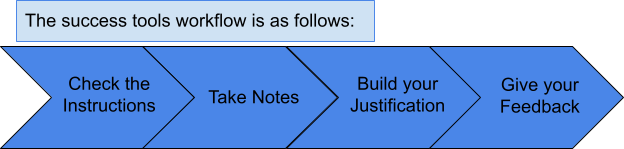 The success tools workflow is as follows:
Check the
Instructions
Take Notes
Build your
Justification
Give your
Feedback